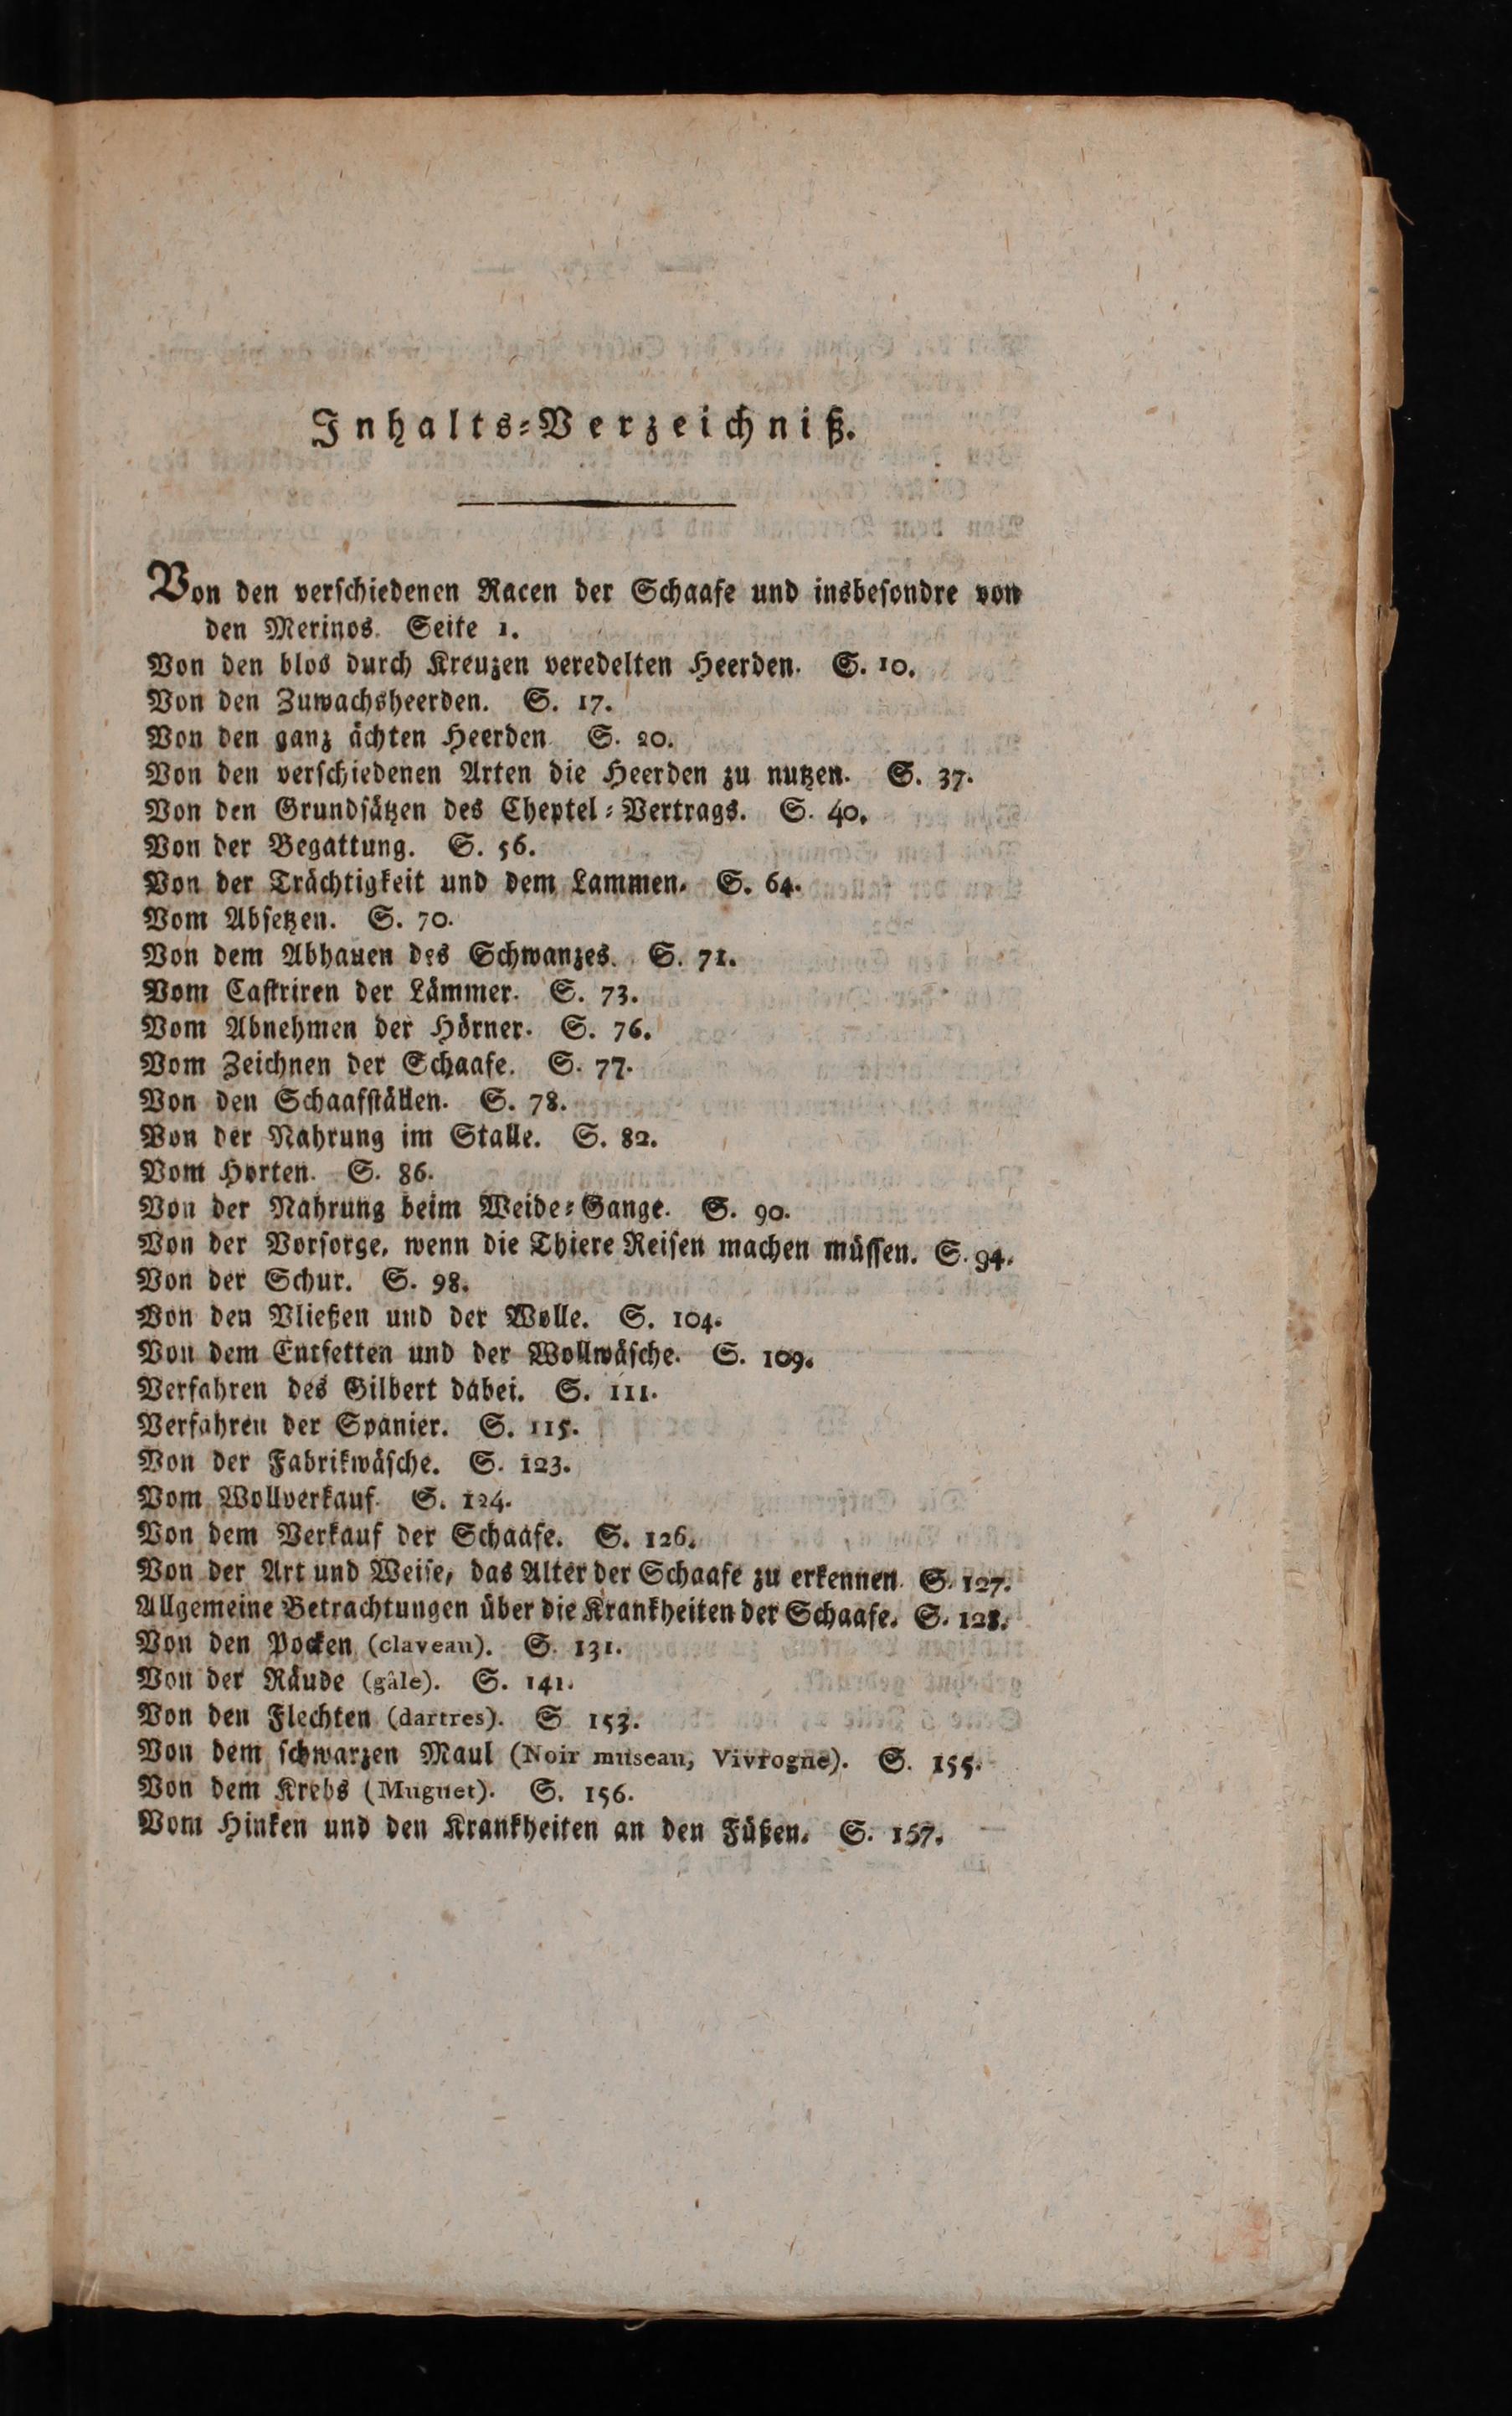 Inhalts-Verzeichniß.
Von den verschiedenen Racen der Schaafe und insbesondre von
den Merinos. Seite 1.
Von den blos durch Kreuzen veredelten Heerden. S. 10.
Von den Zuwachsheerden. S. 17.
Von den ganz ächten Heerden S. 20.
Von den verschiedenen Arten die Heerden zu nutzen. S. 37.
Von den Grundsätzen des Cheptel-Vertrags. S. 40.
Von der Begattung. S. 56.
Von der Trächtigkeit und dem Lammen. S. 64.
Vom Absetzen. S. 70.
Von dem Abhauen des Schwanzes. S. 71.
Vom Castriren der Lämmer. S. 73.
Vom Abnehmen der Hörner. S. 76.
Vom Zeichnen der Schaafe. S. 77.
Von den Schaafställen. S. 78.
Von der Nahrung im Stalle. S. 82.
Vom Horten. S. 86.
Von der Nahrung beim Weide-Gange. S. 90.
Von der Vorsorge, wenn die Thiere Reisen machen müssen. S. 94.
Von der Schur. S. 98.
Von den Vließen und der Wolle. S. 104.
Von dem Entfetten und der Wollwäsche. S. 109.
Verfahren des Gilbert dabei. S. 111.
Verfahren der Spanier. S. 115.
Von der Fabrikwäsche. S. 123.
Vom Wollverkauf. S. 124.
Von dem Verkauf der Schaafe. S. 126.
Von der Art und Weise, das Alter der Schaafe zu erkennen. S. 127.
Allgemeine Betrachtungen über die Krankheiten der Schaafe. S. 128.
Von den Pocken (claveau). S. 131.
Von der Räude (gâle). S. 141.
Von den Flechten (dartres). S 153.
Von dem schwarzen Maul (Noir museau, Vivrogne). S. 155.
Von dem Krebs (Muguet). S. 156.
Vom Hinken und den Krankheiten an den Füßen. S. 157.